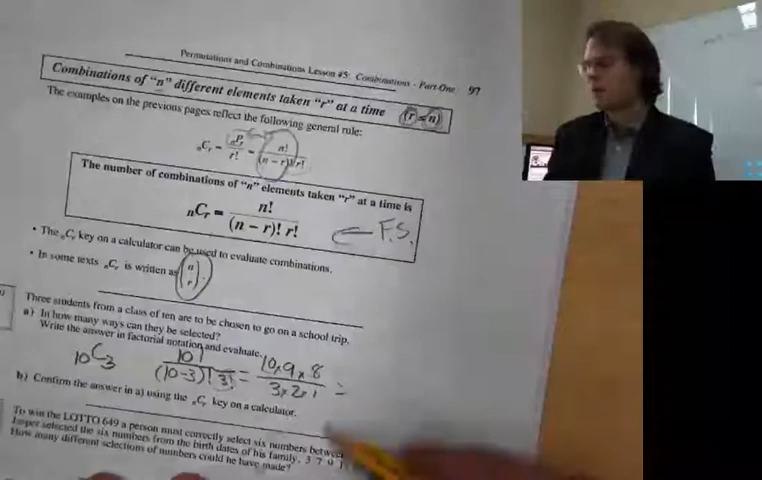 Permutations and Combinations Lesson #5: Combinations - Part One 97
Combinations of "n" different elements taken "r" at a time (r ≤ n)
The examples on the previous pages reflect the following general rule:
nCr = nPr / r! = n! / (n − r)! r!
The number of combinations of "n" elements taken "r" at a time is
nCr = n! / (n − r)! r! ← F.S.
• The nCr key on a calculator can be used to evaluate combinations.
• In some texts nCr is written as (n r).
Three students from a class of ten are to be chosen to go on a school trip.
a) In how many ways can they be selected?
Write the answer in factorial notation and evaluate.
10C3 10! / (10-3)! 3! = 10 x 9 x 8 / 3 x 2 x 1 =
b) Confirm the answer in a) using the nCr key on a calculator.
To win the LOTTO 649 a person must correctly select six numbers between
Jasper selected the six numbers from the birth dates of his family, 3 7 9 1
How many different selections of numbers could he have made?